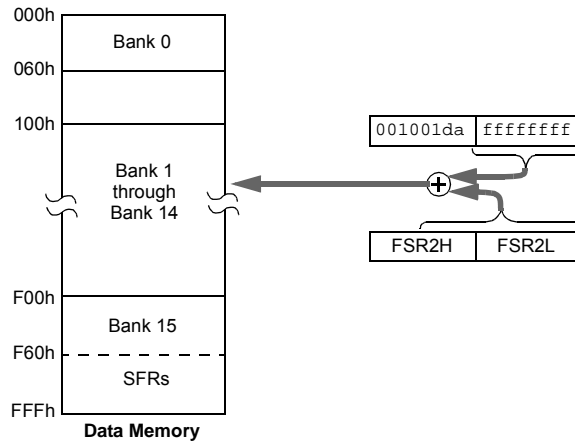 000h
Bank 0
060h
100h
001001da ffffffff
Bank 1
through
Bank 14
FSR2H FSR2L
F00h
Bank 15
F60h
SFRs
FFFh
Data Memory